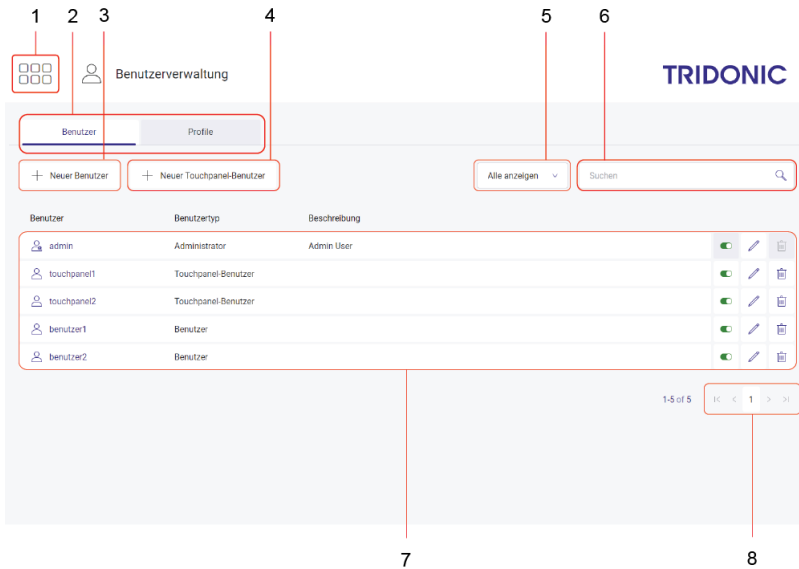 1 2 3 4 5 6
Benutzerverwaltung TRIDONIC
Benutzer Profile
Neuer Benutzer Neuer Touchpanel-Benutzer Alle anzeigen Suchen
Benutzer Benutzertyp Beschreibung
admin Administrator Admin User
touchpanel1 Touchpanel-Benutzer
touchpanel2 Touchpanel-Benutzer
benutzer1 Benutzer
benutzer2 Benutzer
1-5 of 5 1
7 8